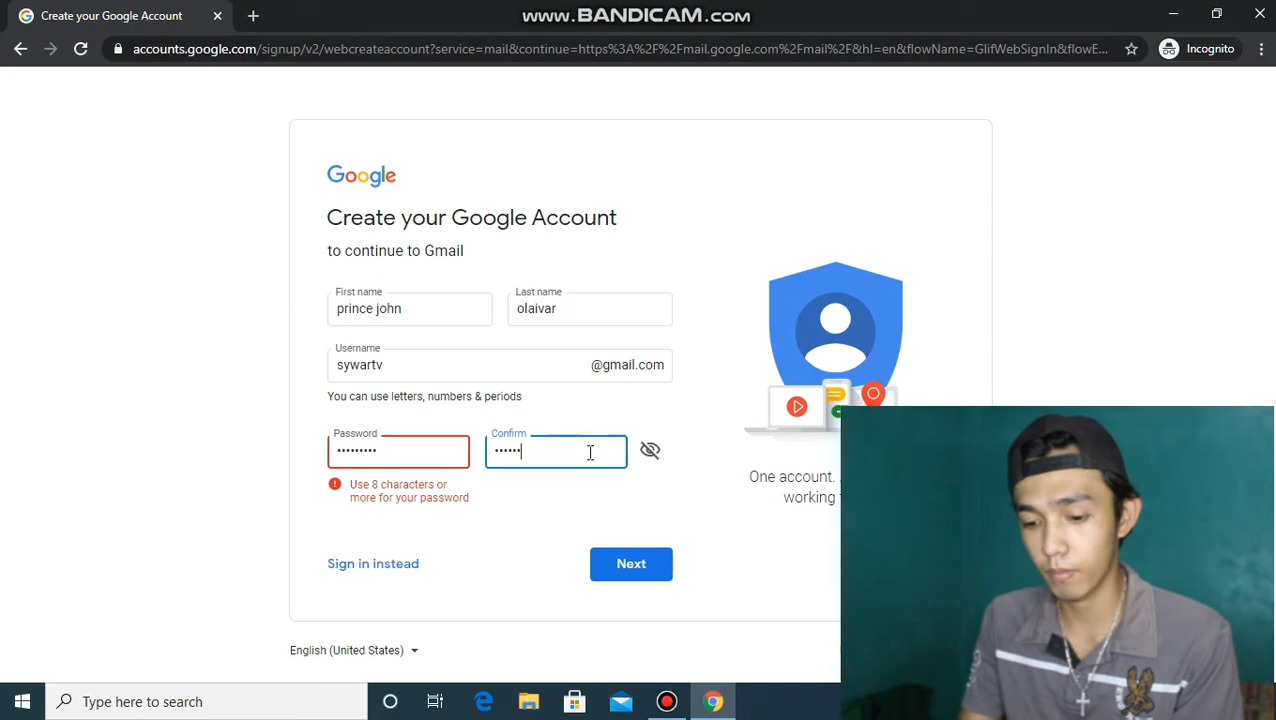 Create your Google Account
www.BANDICAM.com
accounts.google.com/signup/v2/webcreateaccount?service=mail&continue=https%3A%2F%2Fmail.google.com%2Fmail%2F&hl=en&flowName=GlifWebSignIn&flowE...
Incognito
Google
Create your Google Account
to continue to Gmail
First name
Last name
prince john
olaivar
Username
sywartv
@gmail.com
You can use letters, numbers & periods
Password
Confirm
Use 8 characters or
more for your password
One account.
working
Sign in instead
Next
English (United States)
Type here to search